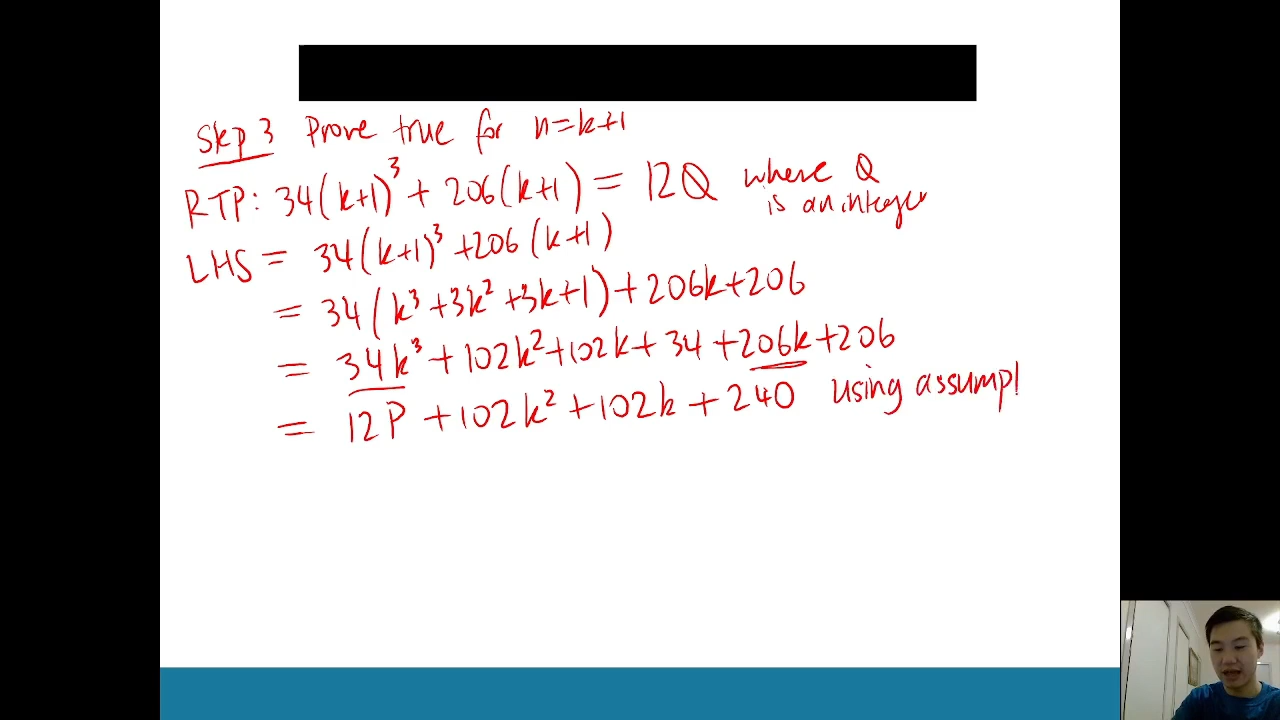 Step 3 Prove true for n=k+1
RTP: 34(k+1)³ + 206(k+1) = 12Q where Q
is an integer
LHS = 34(k+1)³ +206(k+1)
= 34(k³ +3k² +3k+1)+206k+206
= 34k³ +102k²+102k+34 +206k+206
= 12P +102k² +102k +240 using assumpl